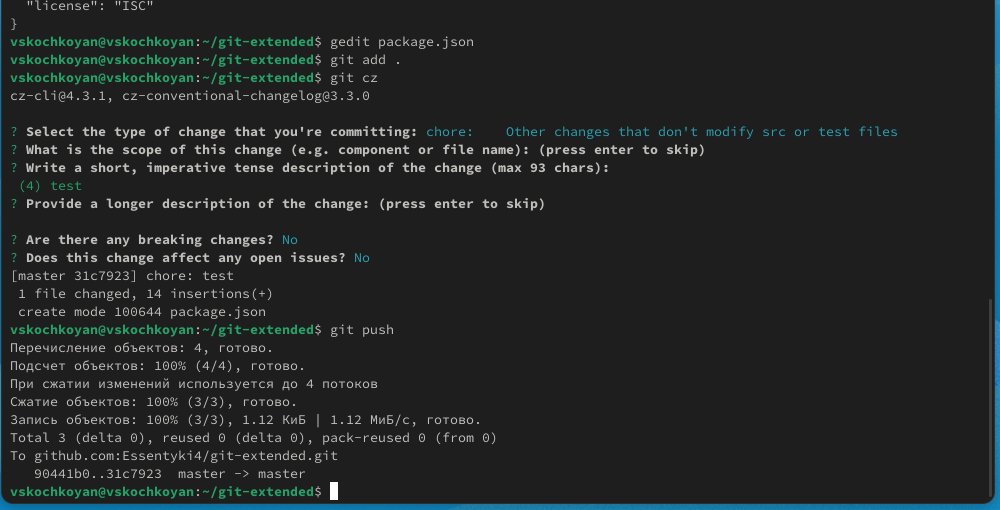 "license": "ISC"
}
vskochkoyan@vskochkoyan:~/git-extended$ gedit package.json
vskochkoyan@vskochkoyan:~/git-extended$ git add .
vskochkoyan@vskochkoyan:~/git-extended$ git cz
cz-cli@4.3.1, cz-conventional-changelog@3.3.0
? Select the type of change that you're committing: chore:    Other changes that don't modify src or test files
? What is the scope of this change (e.g. component or file name): (press enter to skip)
? Write a short, imperative tense description of the change (max 93 chars):
(4) test
? Provide a longer description of the change: (press enter to skip)
? Are there any breaking changes? No
? Does this change affect any open issues? No
[master 31c7923] chore: test
1 file changed, 14 insertions(+)
create mode 100644 package.json
vskochkoyan@vskochkoyan:~/git-extended$ git push
Перечисление объектов: 4, готово.
Подсчет объектов: 100% (4/4), готово.
При сжатии изменений используется до 4 потоков
Сжатие объектов: 100% (3/3), готово.
Запись объектов: 100% (3/3), 1.12 КиБ | 1.12 МиБ/с, готово.
Total 3 (delta 0), reused 0 (delta 0), pack-reused 0 (from 0)
To github.com:Essentyki4/git-extended.git
90441b0..31c7923  master -> master
vskochkoyan@vskochkoyan:~/git-extended$